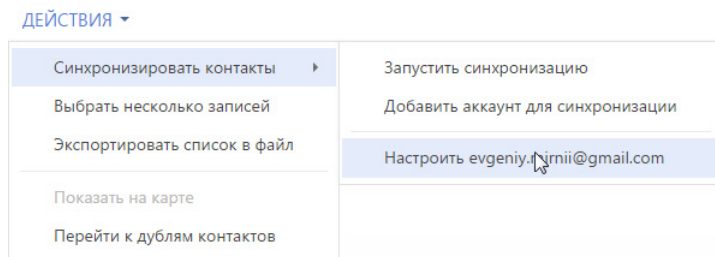 ДЕЙСТВИЯ
Синхронизировать контакты
Выбрать несколько записей
Экспортировать список в файл
Показать на карте
Перейти к дублям контактов
Запустить синхронизацию
Добавить аккаунт для синхронизации
Настроить